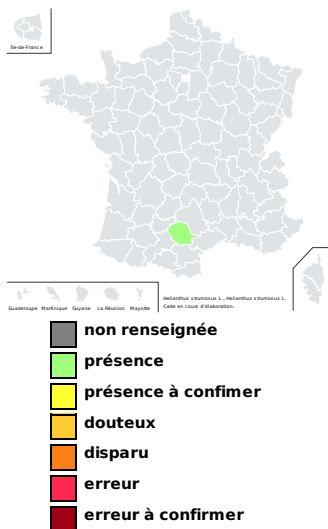 Île-de-France
Helianthus strumosus L., Helianthus strumosus L.
Carte en cours d'élaboration.
Guadeloupe Martinique Guyane La Réunion Mayotte
non renseignée
présence
présence à confimer
douteux
disparu
erreur
erreur à confirmer